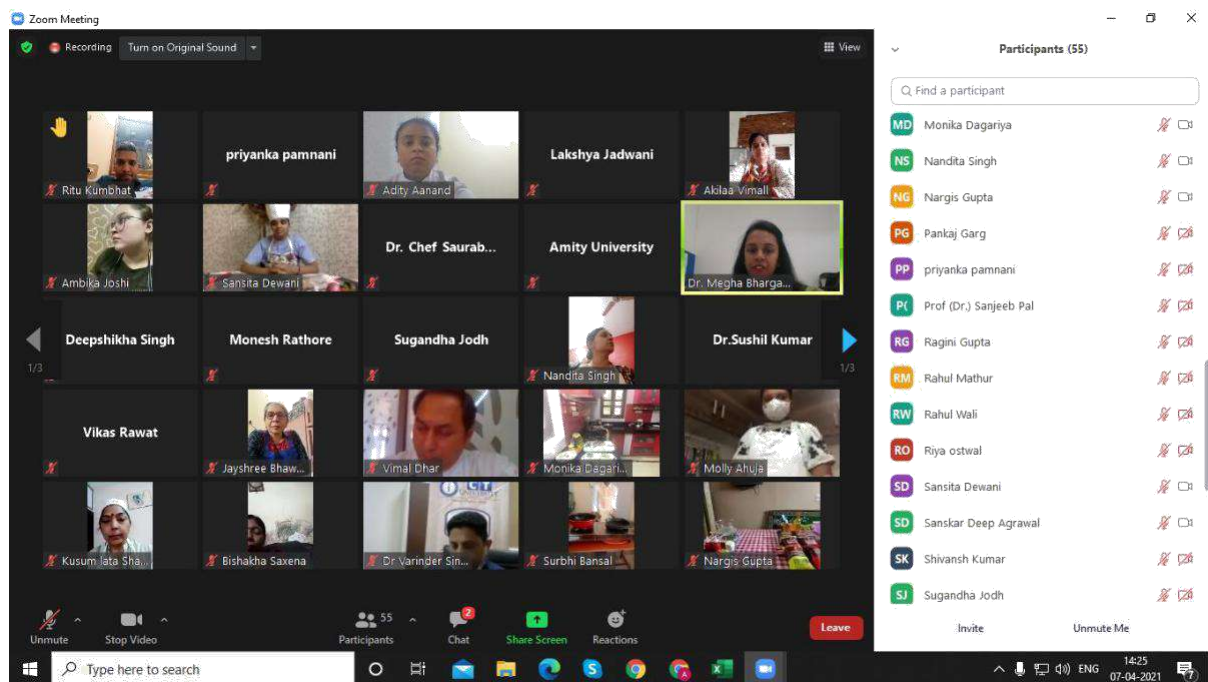 Zoom Meeting
Recording
Turn on Original Sound
View
Ritu Kumbhat
priyanka pamnani
Adity Aanand
Lakshya Jadwani
Akilaa Vimall
Ambika Joshi
Sansita Dewani
Dr. Chef Saurab...
Amity University
Dr. Megha Bharga...
Deepshikha Singh
Monesh Rathore
Sugandha Jodh
Nandita Singh
Dr.Sushil Kumar
1/3
1/3
Vikas Rawat
Jayshree Bhaw...
Vimal Dhar
Monika Dagari...
Molly Ahuja
Kusum lata Sha...
Bishakha Saxena
Dr Varinder Sin...
Surbhi Bansal
Nargis Gupta
Unmute
Stop Video
55
Participants
2
Chat
Share Screen
Reactions
Leave
Participants (55)
Find a participant
MD Monika Dagariya
NS Nandita Singh
NG Nargis Gupta
PG Pankaj Garg
PP priyanka pamnani
P( Prof (Dr.) Sanjeeb Pal
RG Ragini Gupta
RM Rahul Mathur
RW Rahul Wali
RO Riya ostwal
SD Sansita Dewani
SD Sanskar Deep Agrawal
SK Shivansh Kumar
SJ Sugandha Jodh
Invite
Unmute Me
Type here to search
ENG
14:25
07-04-2021
7